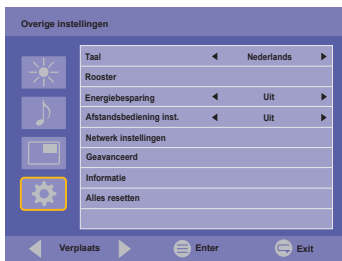 Overige instellingen
Taal Nederlands
Rooster
Energiebesparing Uit
Afstandsbediening inst. Uit
Netwerk instellingen
Geavanceerd
Informatie
Alles resetten
Verplaats Enter Exit